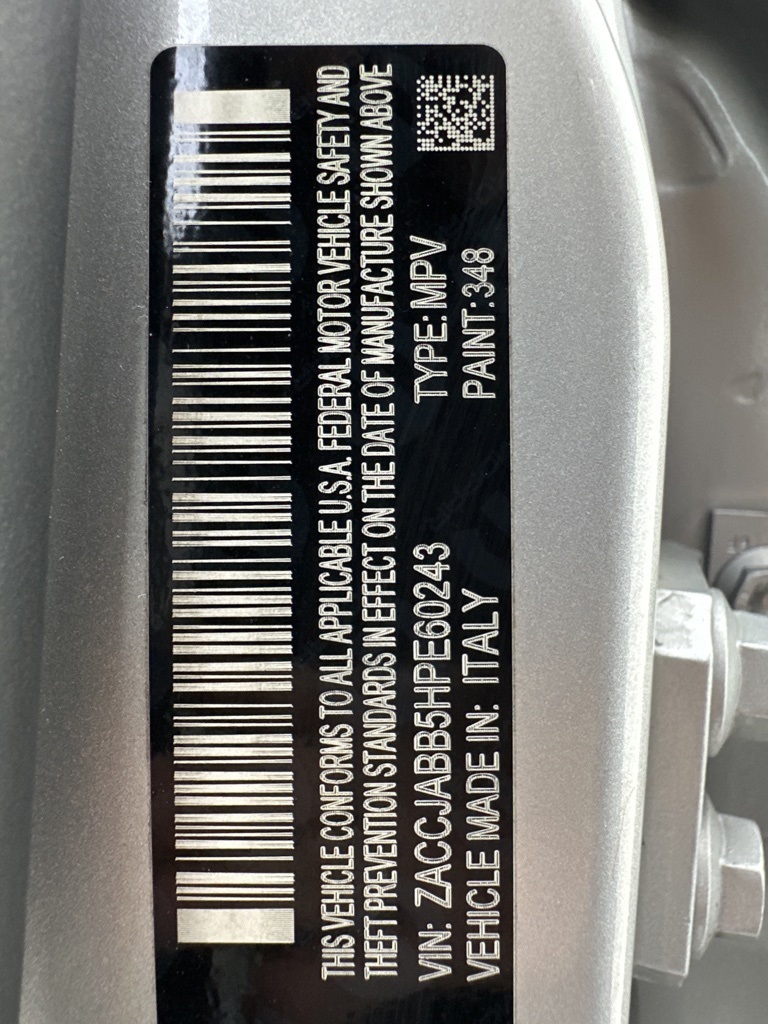 THIS VEHICLE CONFORMS TO ALL APPLICABLE U.S.A. FEDERAL MOTOR VEHICLE SAFETY AND
THEFT PREVENTION STANDARDS IN EFFECT ON THE DATE OF MANUFACTURE SHOWN ABOVE
VIN: ZACCJABB5HPE60243 TYPE: MPV
VEHICLE MADE IN: ITALY PAINT: 348